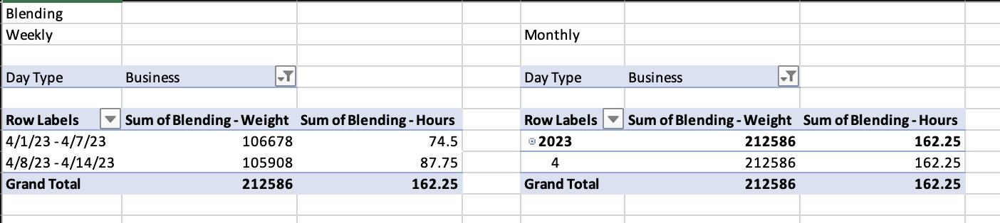 Blending
Weekly Monthly
Day Type Business Day Type Business
Row Labels Sum of Blending - Weight Sum of Blending - Hours Row Labels Sum of Blending - Weight Sum of Blending - Hours
4/1/23 - 4/7/23 106678 74.5 2023 212586 162.25
4/8/23 - 4/14/23 105908 87.75 4 212586 162.25
Grand Total 212586 162.25 Grand Total 212586 162.25